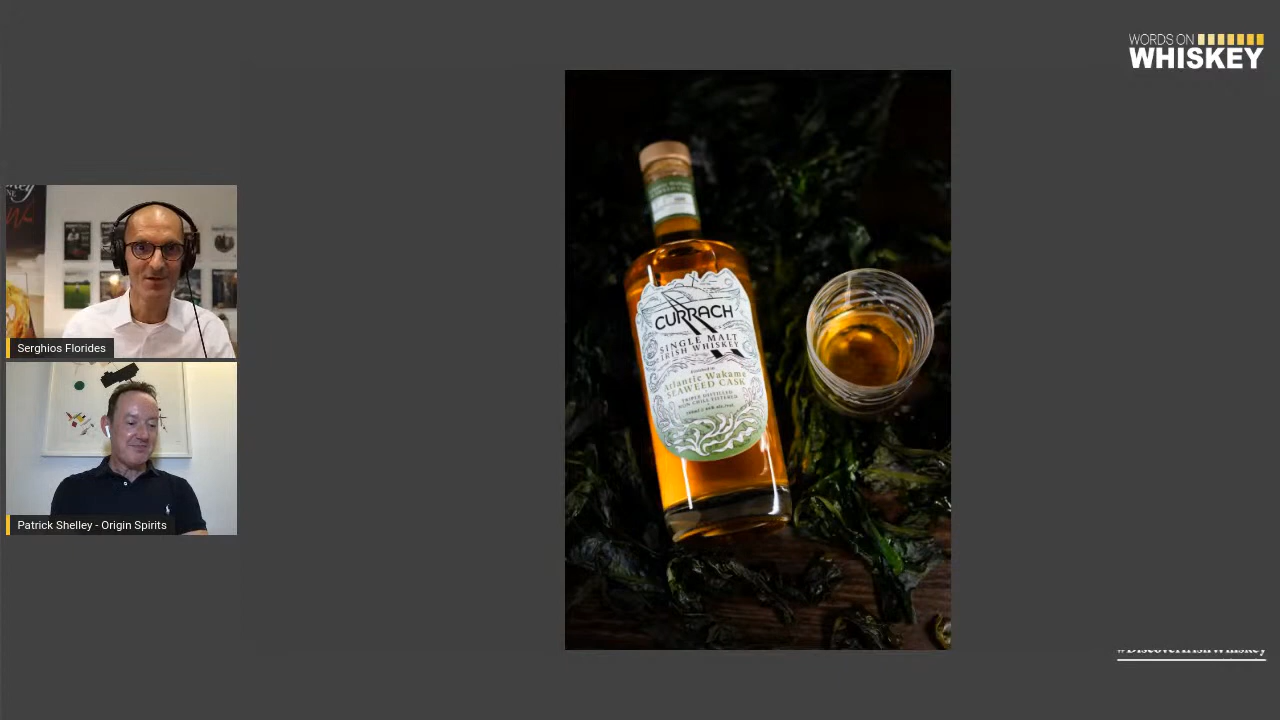 WORDS ON
WHISKEY
CURRACH
SINGLE MALT
IRISH WHISKEY
Atlantic Wakame
SEAWEED CASK
TRIPLE DISTILLED
NON CHILL FILTERED
Serghios Florides
Patrick Shelley - Origin Spirits
#DiscoverIrishWhiskey